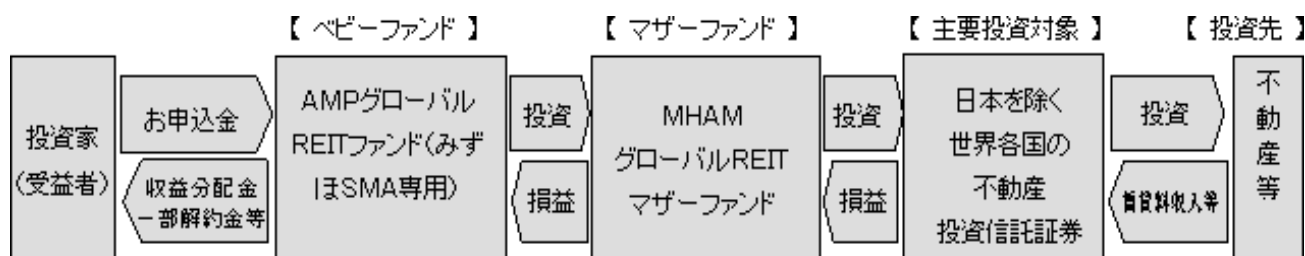 【 ベビーファンド 】
【 マザーファンド 】
【 主要投資対象 】
【 投資先 】
投資家
(受益者)
お申込金
収益分配金
一部解約金等
AMPグローバル
REITファンド(みず
ほSMA専用)
投資
損益
MHAM
グローバルREIT
マザーファンド
投資
損益
日本を除く
世界各国の
不動産
投資信託証券
投資
賃貸料収入等
不動産等